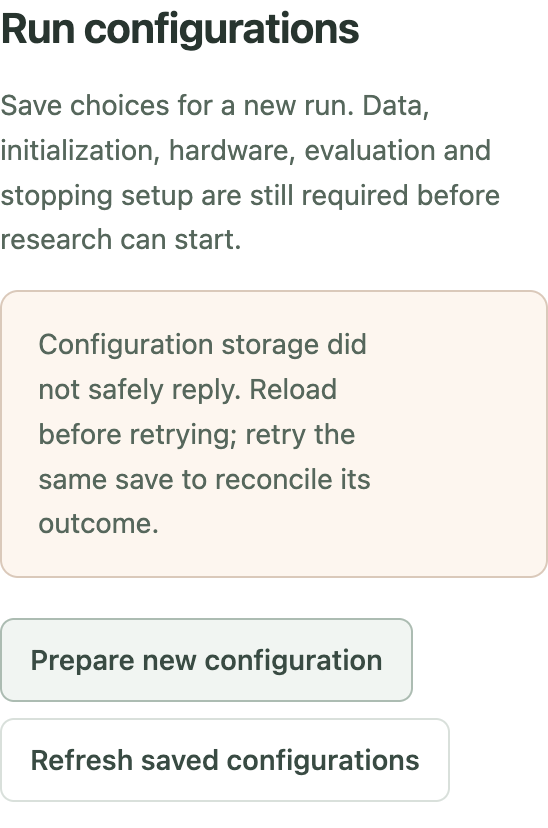 Run configurations
Save choices for a new run. Data,
initialization, hardware, evaluation and
stopping setup are still required before
research can start.
Configuration storage did
not safely reply. Reload
before retrying; retry the
same save to reconcile its
outcome.
Prepare new configuration
Refresh saved configurations